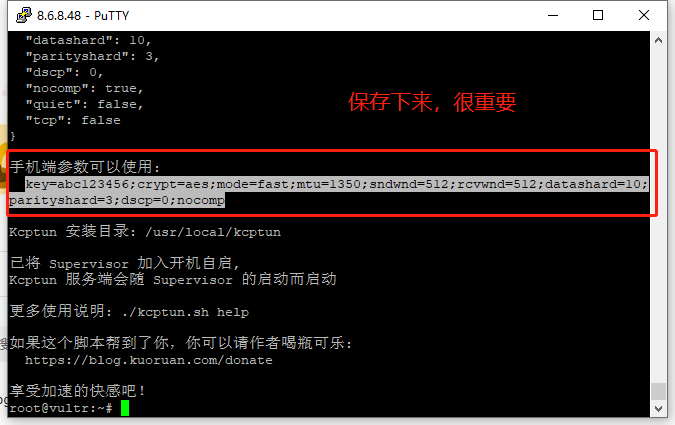 8.6.8.48 - PuTTY
"datashard": 10,
"parityshard": 3,
"dscp": 0,
"nocomp": true,
"quiet": false,
"tcp": false
}
保存下来，很重要
手机端参数可以使用：
key=abc123456;crypt=aes;mode=fast;mtu=1350;sndwnd=512;rcvwnd=512;datashard=10;
parityshard=3;dscp=0;nocomp
Kcptun 安装目录：/usr/local/kcptun
已将 Supervisor 加入开机自启,
Kcptun 服务端会随 Supervisor 的启动而启动
更多使用说明：./kcptun.sh help
如果这个脚本帮到了你，你可以请作者喝瓶可乐：
https://blog.kuoruan.com/donate
享受加速的快感吧！
root@vultr:~#